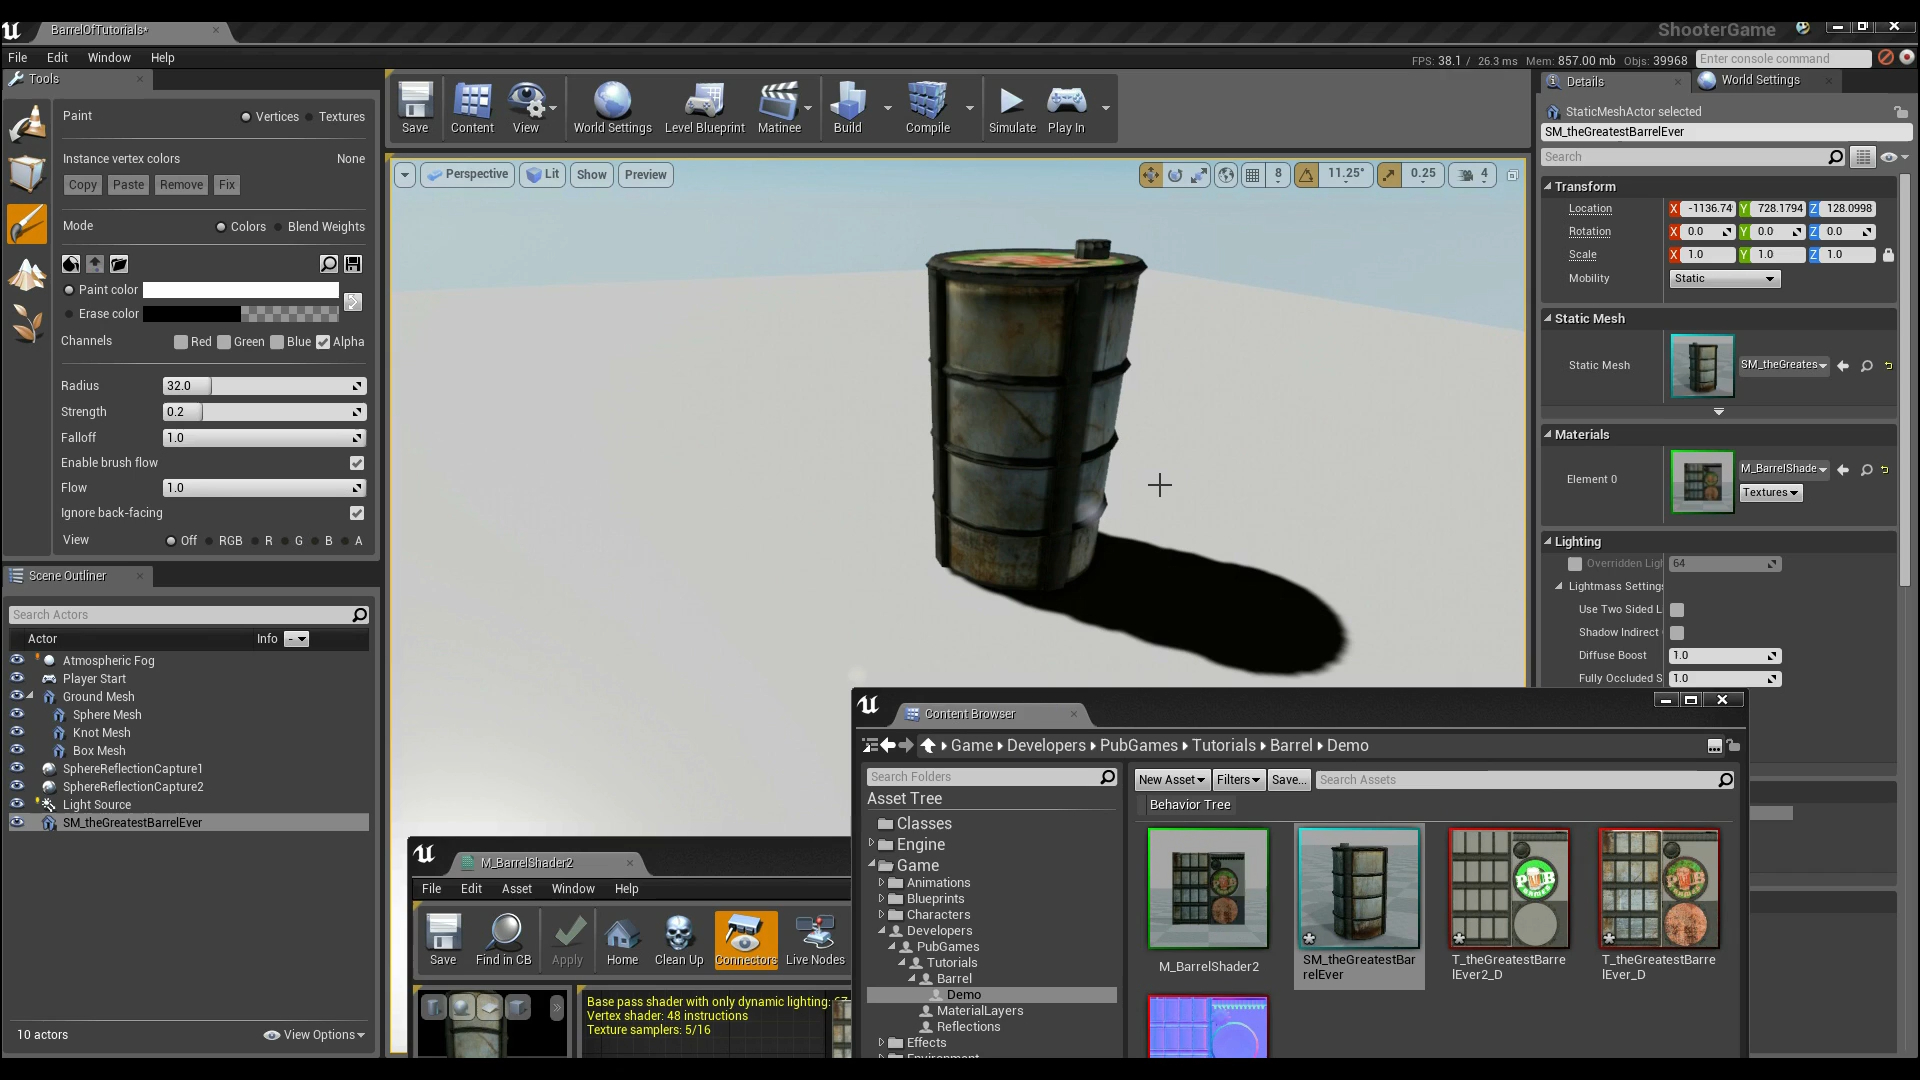 BarrelOfTutorials*
ShooterGame
File Edit Window Help
FPS: 38.1 / 26.3 ms Mem: 857.00 mb Objs: 39968
Enter console command
Tools
Paint Vertices Textures
Instance vertex colors None
Copy Paste Remove Fix
Mode Colors Blend Weights
Paint color
Erase color
Channels Red Green Blue Alpha
Radius 32.0
Strength 0.2
Falloff 1.0
Enable brush flow
Flow 1.0
Ignore back-facing
View Off RGB R G B A
Scene Outliner
Search Actors
Actor Info -
Atmospheric Fog
Player Start
Ground Mesh
Sphere Mesh
Knot Mesh
Box Mesh
SphereReflectionCapture1
SphereReflectionCapture2
Light Source
SM_theGreatestBarrelEver
10 actors View Options
Save Content View World Settings Level Blueprint Matinee Build Compile Simulate Play In
Perspective Lit Show Preview
8 11.25° 0.25 4
Details World Settings
StaticMeshActor selected
SM_theGreatestBarrelEver
Search
Transform
Location X -1136.74 Y 728.1794 Z 128.0998
Rotation X 0.0 Y 0.0 Z 0.0
Scale X 1.0 Y 1.0 Z 1.0
Mobility Static
Static Mesh
Static Mesh SM_theGreates
Materials
Element 0 M_BarrelShade
Textures
Lighting
Overridden Ligh 64
Lightmass Settings
Use Two Sided L
Shadow Indirect
Diffuse Boost 1.0
Fully Occluded S 1.0
Content Browser
Game Developers PubGames Tutorials Barrel Demo
Search Folders
New Asset Filters Save... Search Assets
Asset Tree
Behavior Tree
Classes
Engine
Game
Animations
Blueprints
Characters
Developers
PubGames
Tutorials
Barrel
Demo
MaterialLayers
Reflections
Effects
Environment
M_BarrelShader2
SM_theGreatestBar
relEver
T_theGreatestBarre
lEver2_D
T_theGreatestBarre
lEver_D
PUB
PUB
M_BarrelShader2
File Edit Asset Window Help
Save Find in CB Apply Home Clean Up Connectors Live Nodes
Base pass shader with only dynamic lighting: 67
Vertex shader: 48 instructions
Texture samplers: 5/16